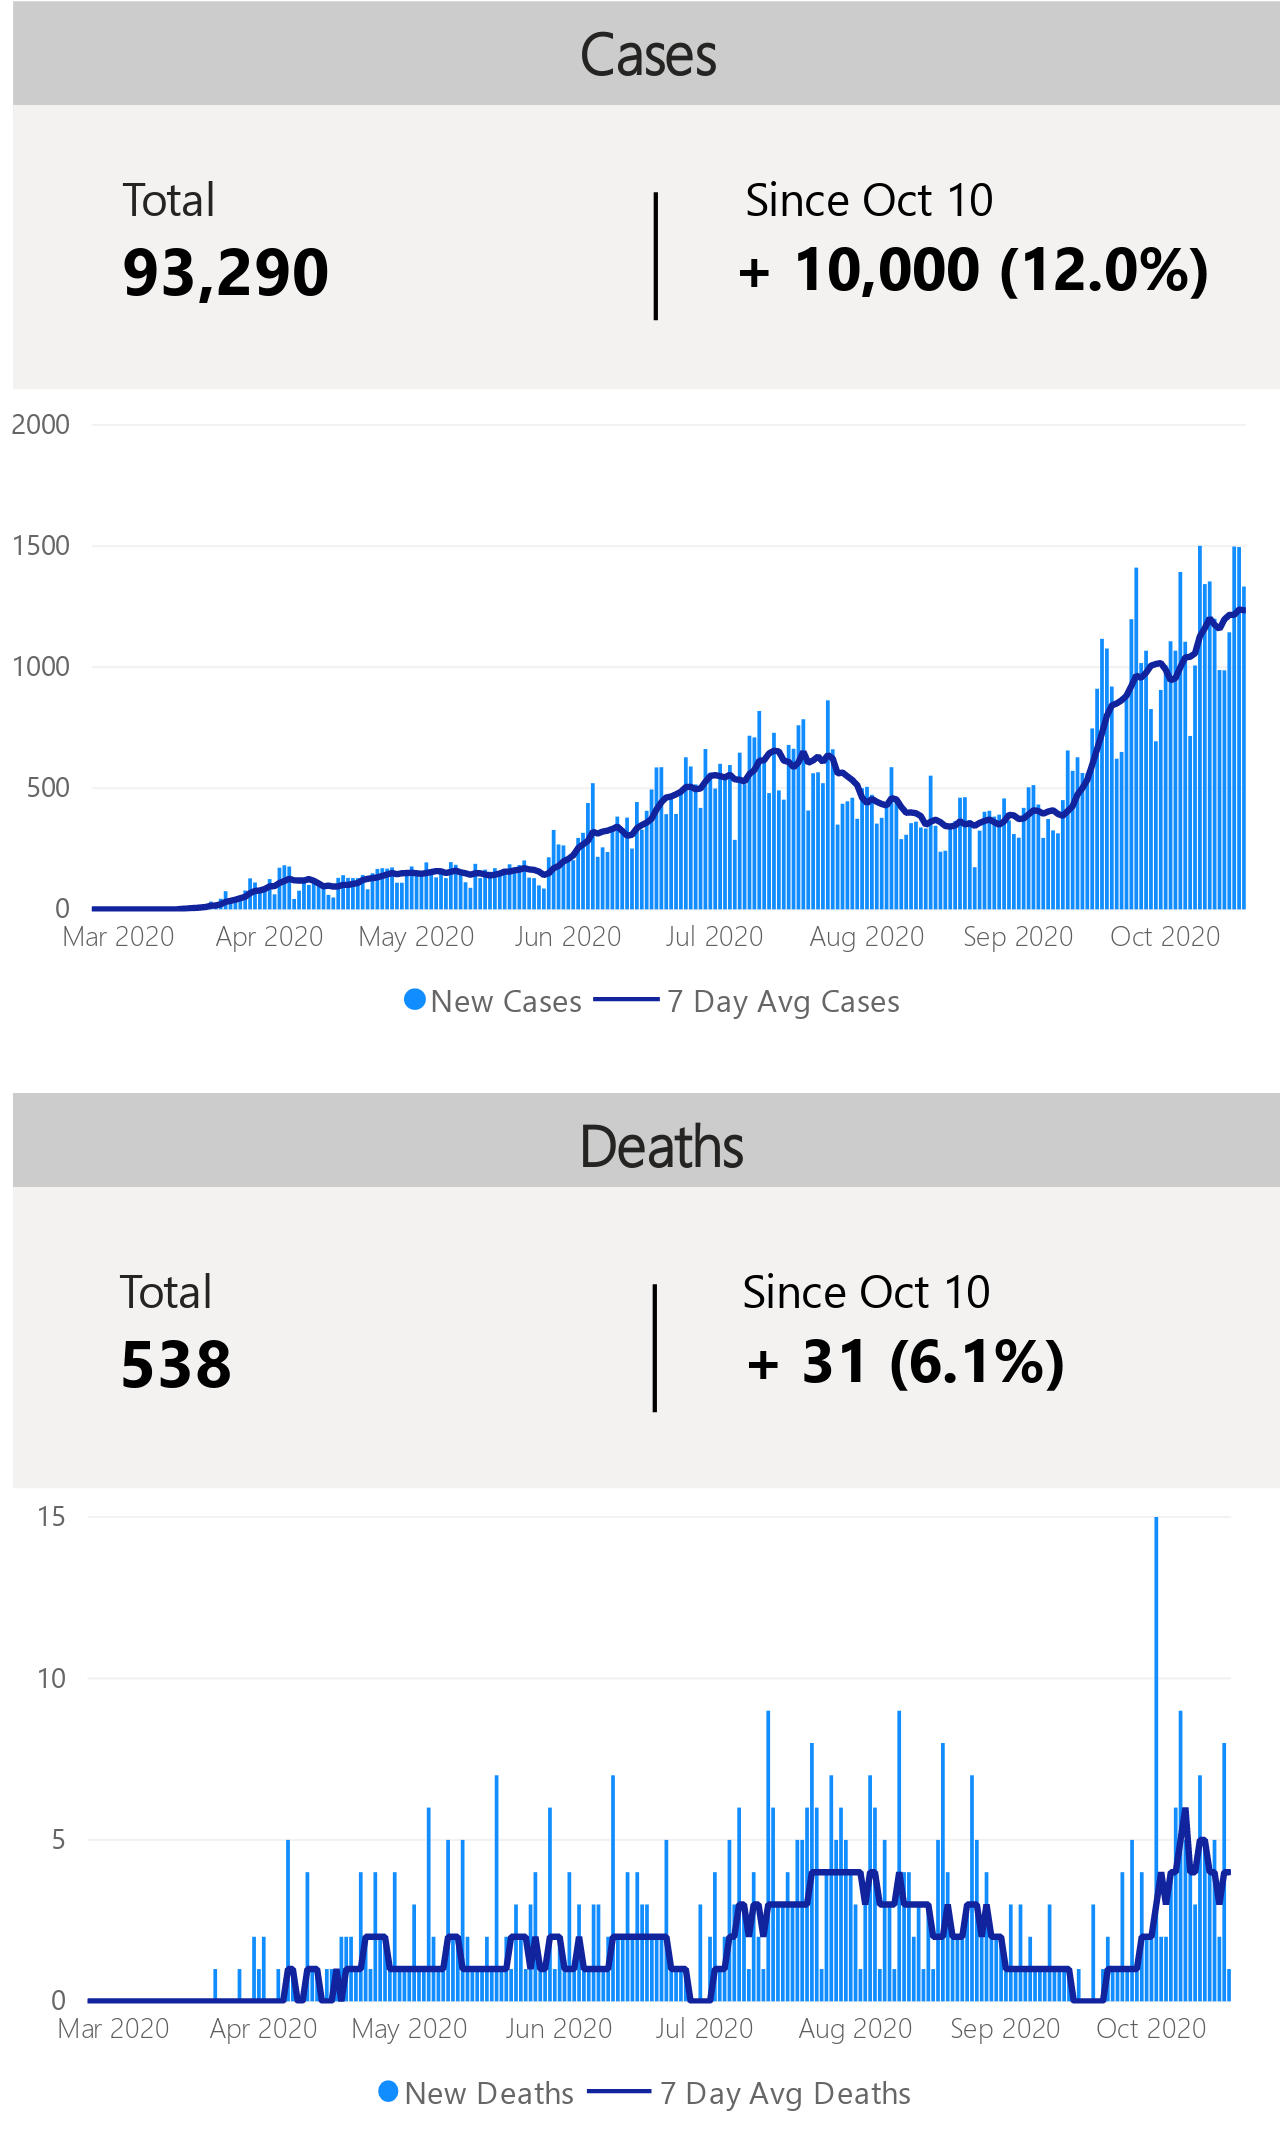 Cases
Total
93,290
Since Oct 10
+ 10,000 (12.0%)
2000
1500
1000
500
0
Mar 2020 Apr 2020 May 2020 Jun 2020 Jul 2020 Aug 2020 Sep 2020 Oct 2020
New Cases 7 Day Avg Cases
Deaths
Total
538
Since Oct 10
+ 31 (6.1%)
15
10
5
0
Mar 2020 Apr 2020 May 2020 Jun 2020 Jul 2020 Aug 2020 Sep 2020 Oct 2020
New Deaths 7 Day Avg Deaths